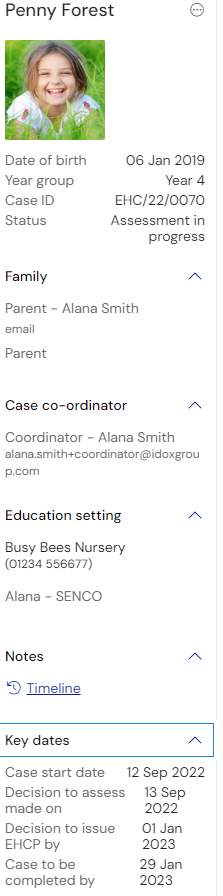 Penny Forest
Date of birth 06 Jan 2019
Year group Year 4
Case ID EHC/22/0070
Status Assessment in
progress
Family
Parent – Alana Smith
email
Parent
Case co-ordinator
Coordinator – Alana Smith
alana.smith+coordinator@idoxgrou
p.com
Education setting
Busy Bees Nursery
(01234 556677)
Alana – SENCO
Notes
Timeline
Key dates
Case start date 12 Sep 2022
Decision to assess 13 Sep
made on 2022
Decision to issue 01 Jan
EHCP by 2023
Case to be 29 Jan
completed by 2023